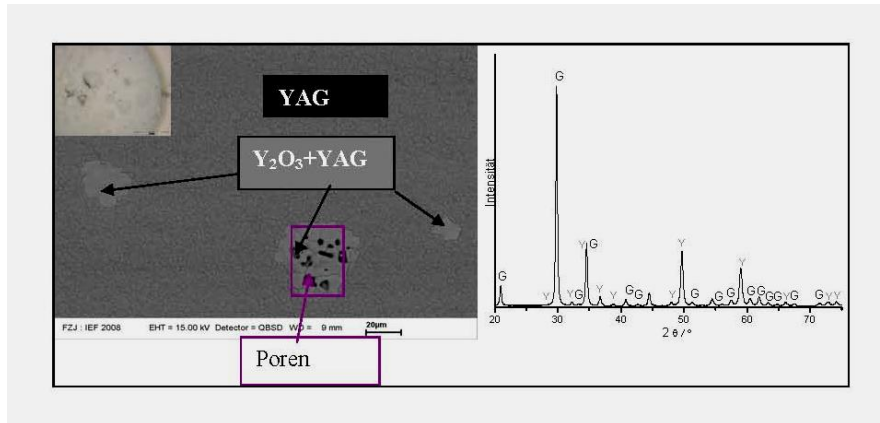 YAG
Y₂O₃+YAG
FZJ : IEF 2008 EHT = 15.00 kV Detector = QBSD WD = 9 mm 20µm
Poren
Intensität
G
G
Y
Y G
Y
Y
Y G Y Y G G Y G G Y G Y G G G G G Y G G Y Y
20 30 40 50 60 70
2 θ / °